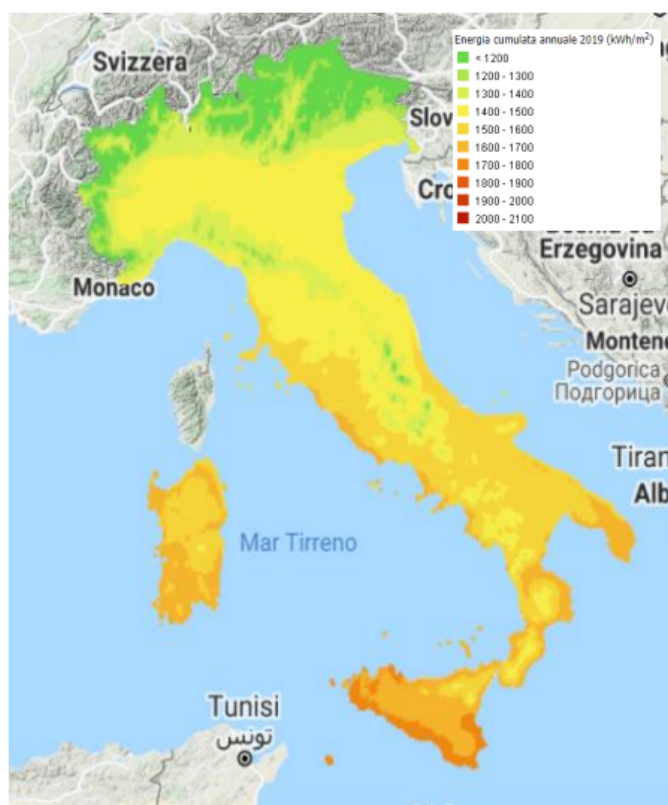 Energia cumulata annuale 2019 (kWh/m²)
< 1200
1200 - 1300
1300 - 1400
1400 - 1500
1500 - 1600
1600 - 1700
1700 - 1800
1800 - 1900
1900 - 2000
2000 - 2100
Svizzera
Slov
Cro
Erzegovina
Monaco
Sarajevo
Montene
Podgorica
Подгорица
Tiran
Alb
Mar Tirreno
Tunisi
تونس